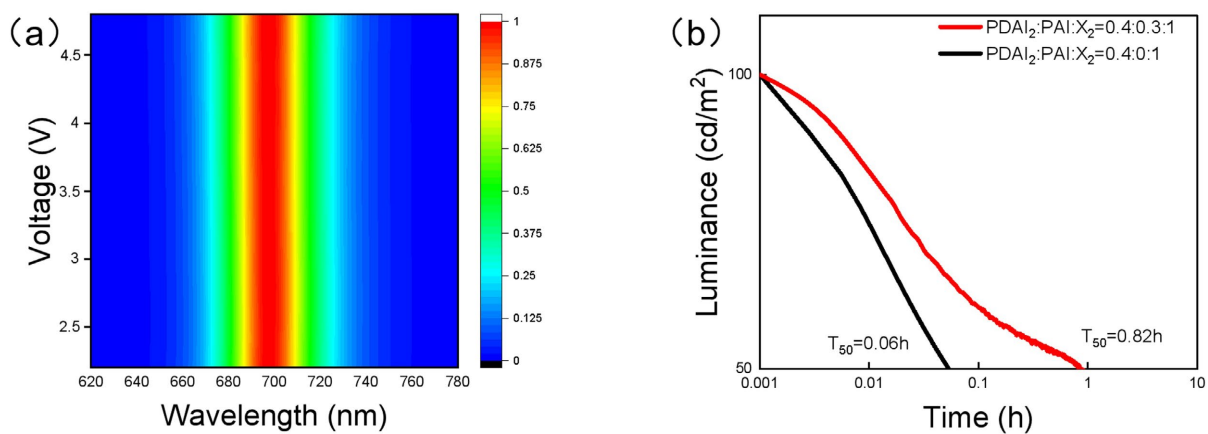 (a)
Voltage (V)
4.5
4
3.5
3
2.5
620 640 660 680 700 720 740 760 780
Wavelength (nm)
1
0.875
0.75
0.625
0.5
0.375
0.25
0.125
0
(b)
PDAI₂:PAI:X₂=0.4:0.3:1
PDAI₂:PAI:X₂=0.4:0:1
Luminance (cd/m²)
100
50
T₅₀=0.06h
T₅₀=0.82h
0.001 0.01 0.1 1 10
Time (h)